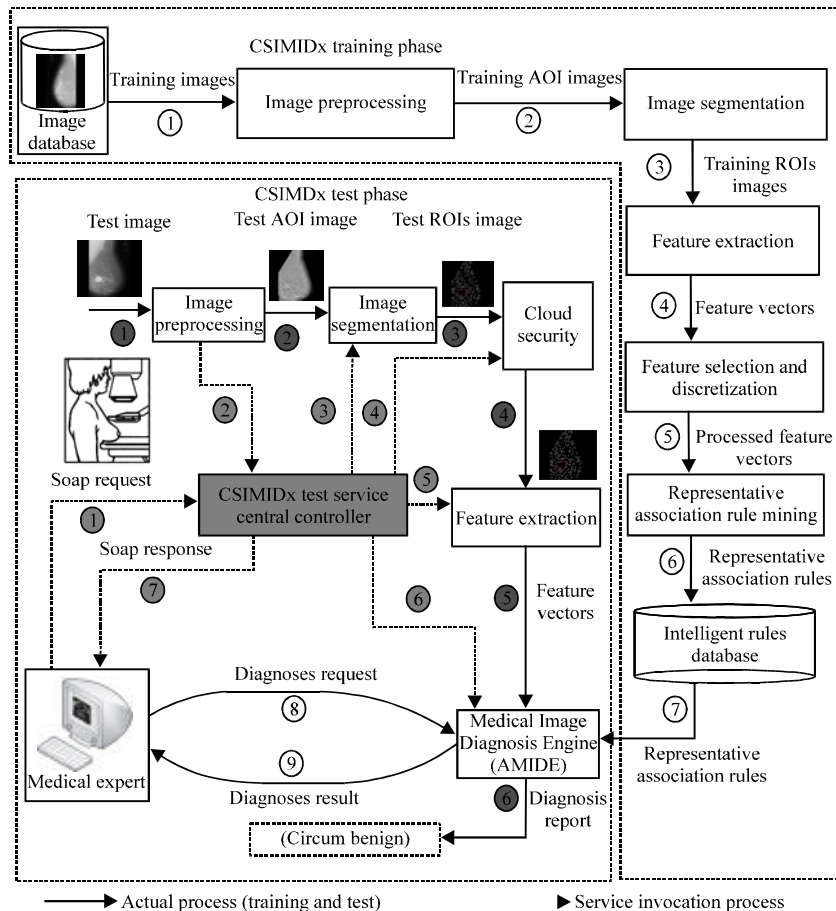 CSIMIDx training phase
Image
database
Training images
1
Image preprocessing
Training AOI images
2
Image segmentation
3
Training ROIs
images
Feature extraction
4
Feature vectors
Feature selection and
discretization
5
Processed feature
vectors
Representative
association rule mining
6
Representative
association rules
Intelligent rules
database
7
Representative
association rules
CSIMDx test phase
Test image
Test AOI image
Test ROIs image
1
Image
preprocessing
2
Image
segmentation
3
Cloud
security
2
3
4
4
Soap request
1
CSIMIDx test service
central controller
5
Feature extraction
Soap response
7
6
5
Feature
vectors
Medical expert
Diagnoses request
8
9
Diagnoses result
Medical Image
Diagnosis Engine
(AMIDE)
6
Diagnosis
report
(Circum benign)
Actual process (training and test)
Service invocation process